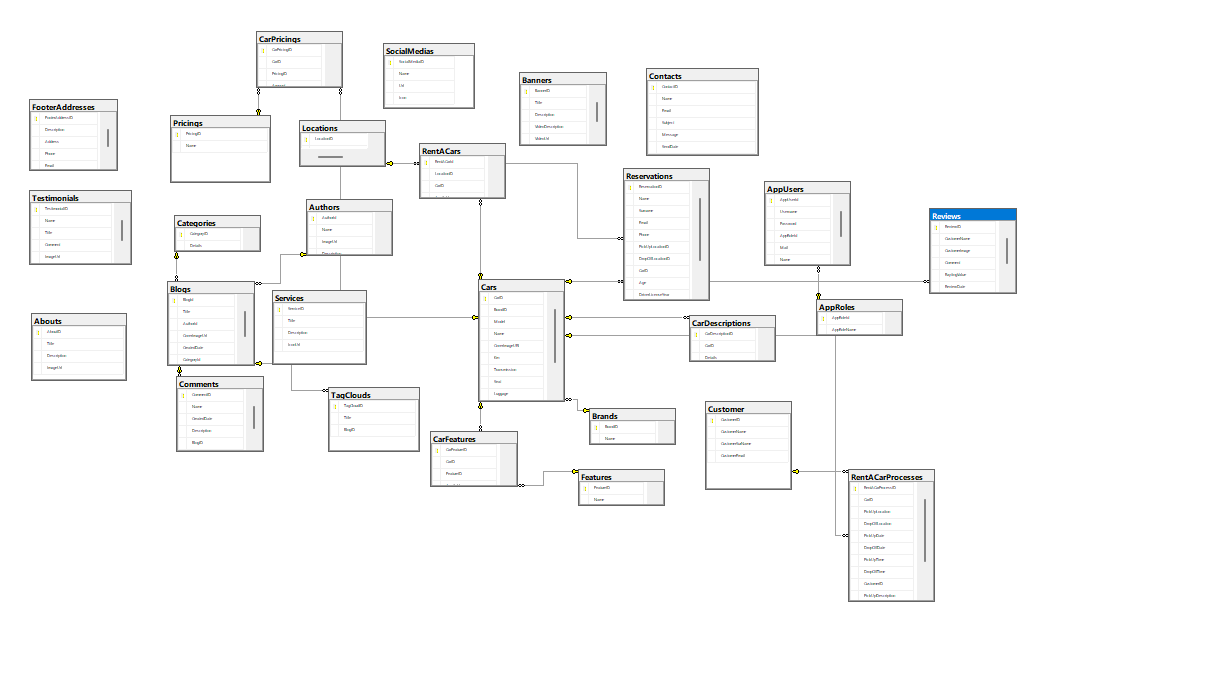 CarPricings
CarPricingID
CarID
PricingID
SocialMedias
SocialMediaID
Name
Url
Icon
Banners
BannerID
Title
Description
VideoDescription
VideoUrl
Contacts
ContactID
Name
Email
Subject
Message
SendDate
FooterAddresses
FooterAddressID
Description
Address
Phone
Email
Pricings
PricingID
Name
Locations
LocationID
RentACars
RentACarId
LocationID
CarID
Reservations
ReservationID
Name
Surname
Email
Phone
PickUpLocationID
DropOffLocationID
CarID
Age
DriverLicenseYear
AppUsers
AppUserId
Username
Password
AppRoleId
Mail
Name
Reviews
ReviewID
CustomerName
CustomerImage
Comment
RaytingValue
ReviewDate
Testimonials
TestimonialID
Name
Title
Comment
ImageUrl
Categories
CategoryID
Details
Authors
AuthorId
Name
ImageUrl
Description
Blogs
BlogId
Title
AuthorId
CoverImageUrl
CreatedDate
CategoryId
Services
ServiceID
Title
Description
IconUrl
Cars
CarID
BrandID
Model
Name
CoverImageURl
Km
Transmission
Seat
Luggage
CarDescriptions
CarDescriptionID
CarID
Details
AppRoles
AppRoleId
AppRoleName
Abouts
AboutID
Title
Description
ImageUrl
Comments
CommentID
Name
CreatedDate
Description
BlogID
TagClouds
TagCloudID
Title
BlogID
Brands
BrandID
Name
Customer
CustomerID
CustomerName
CustomerSurName
CustomerEmail
CarFeatures
CarFeatureID
CarID
FeatureID
Features
FeatureID
Name
RentACarProcesses
RentACarProcessID
CarID
PickUpLocation
DropOffLocation
PickUpDate
DropOffDate
PickUpTime
DropOffTime
CustomerID
PickUpDescription